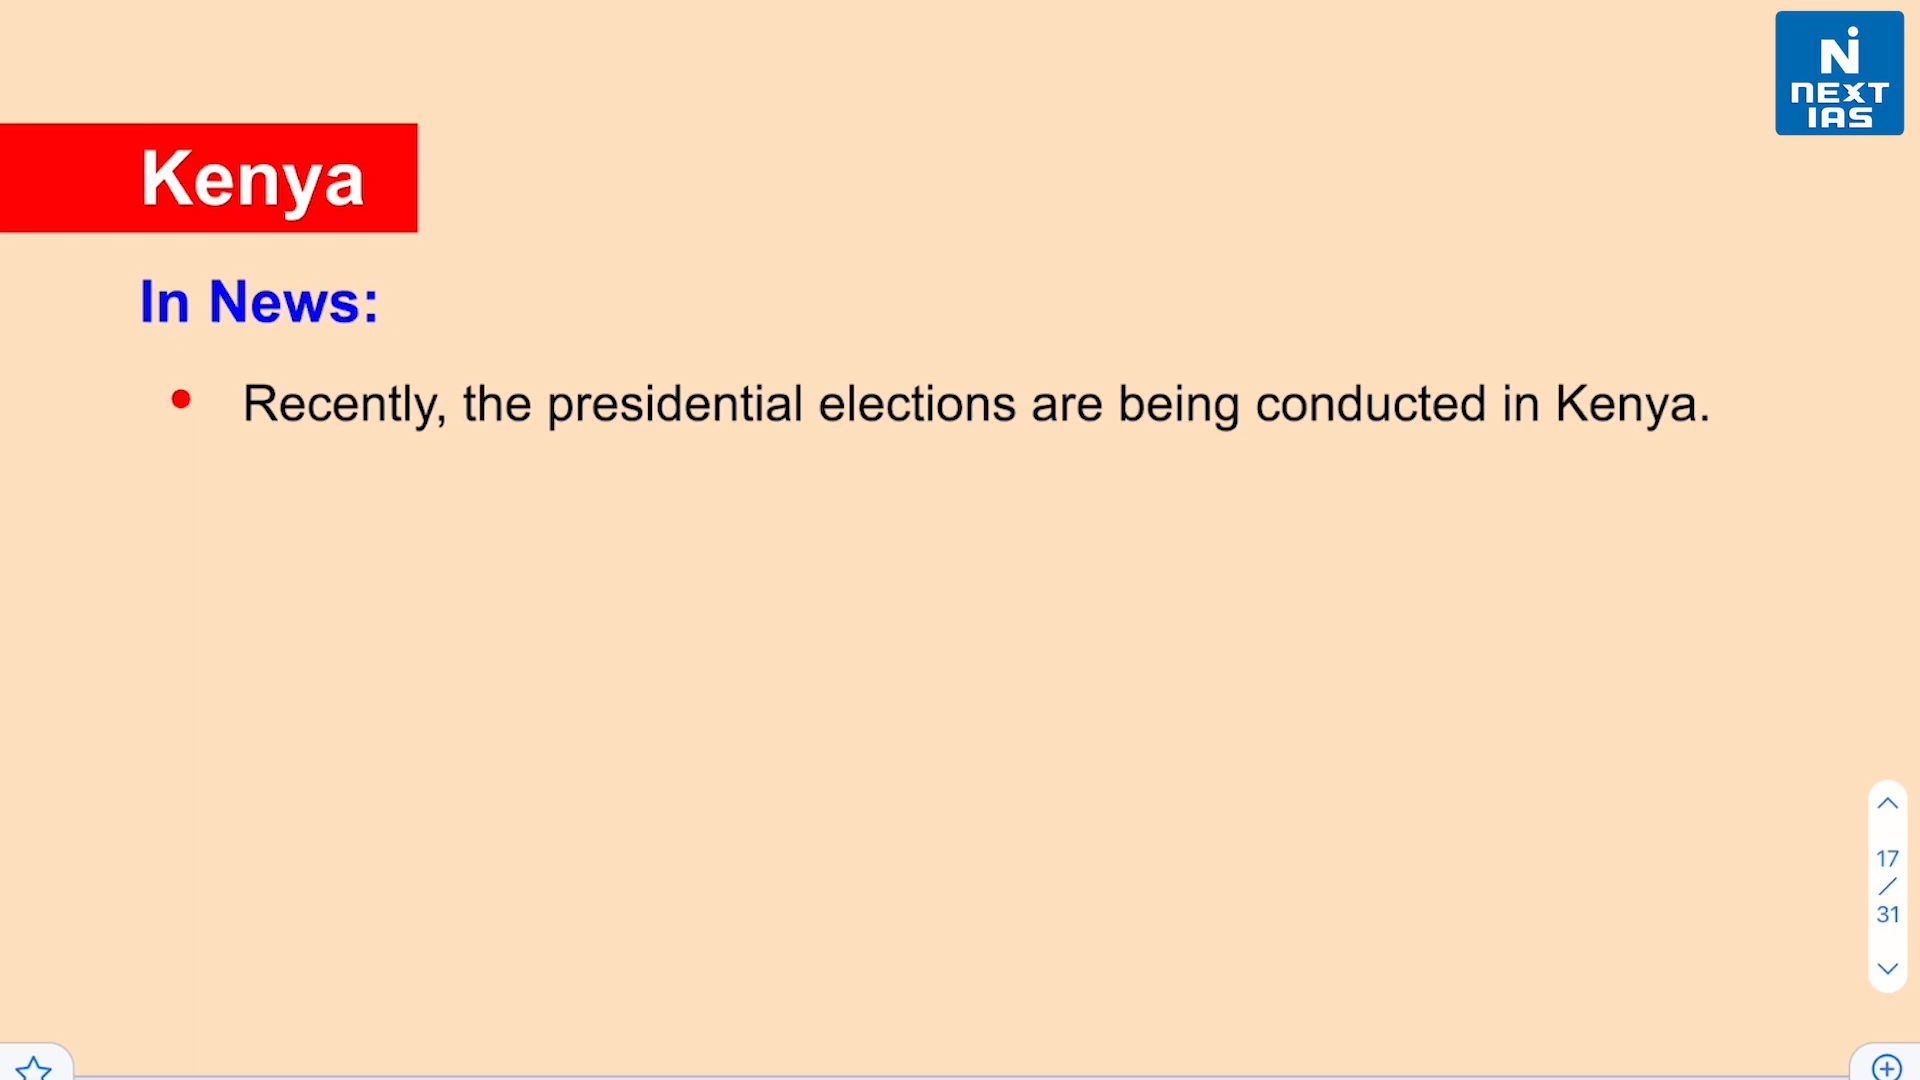 NEXT
IAS
Kenya
In News:
• Recently, the presidential elections are being conducted in Kenya.
17
/
31